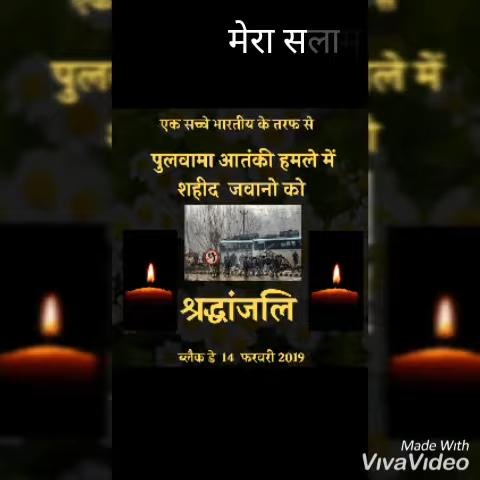 मेरा सलाम
एक सच्चे भारतीय के तरफ से
पुलवामा आतंकी हमले में
शहीद जवानो को
श्रद्धांजलि
ब्लैक डे 14 फरवरी 2019
Made With
VivaVideo